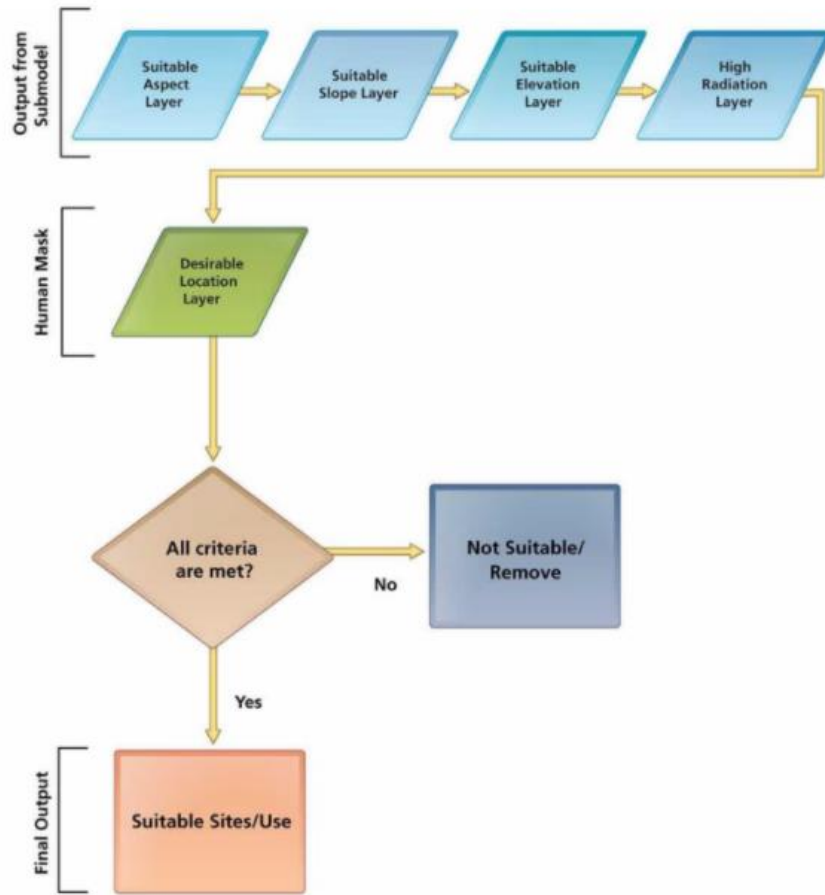 Output from
Submodel
Suitable
Aspect
Layer
Suitable
Slope Layer
Suitable
Elevation
Layer
High
Radiation
Layer
Human Mask
Desirable
Location
Layer
All criteria
are met?
No
Not Suitable/
Remove
Yes
Final Output
Suitable Sites/Use